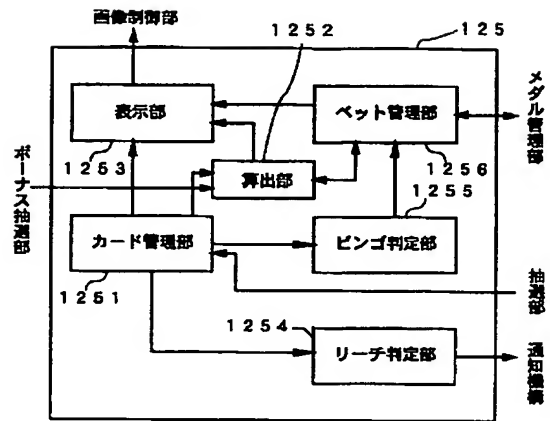 画像制御部
1252
125
表示部
ベット管理部
メダル管理部
1253
算出部
1256
ボーナス抽選部
1255
カード管理部
ビンゴ判定部
1251
抽選部
1254
リーチ判定部
通知機構